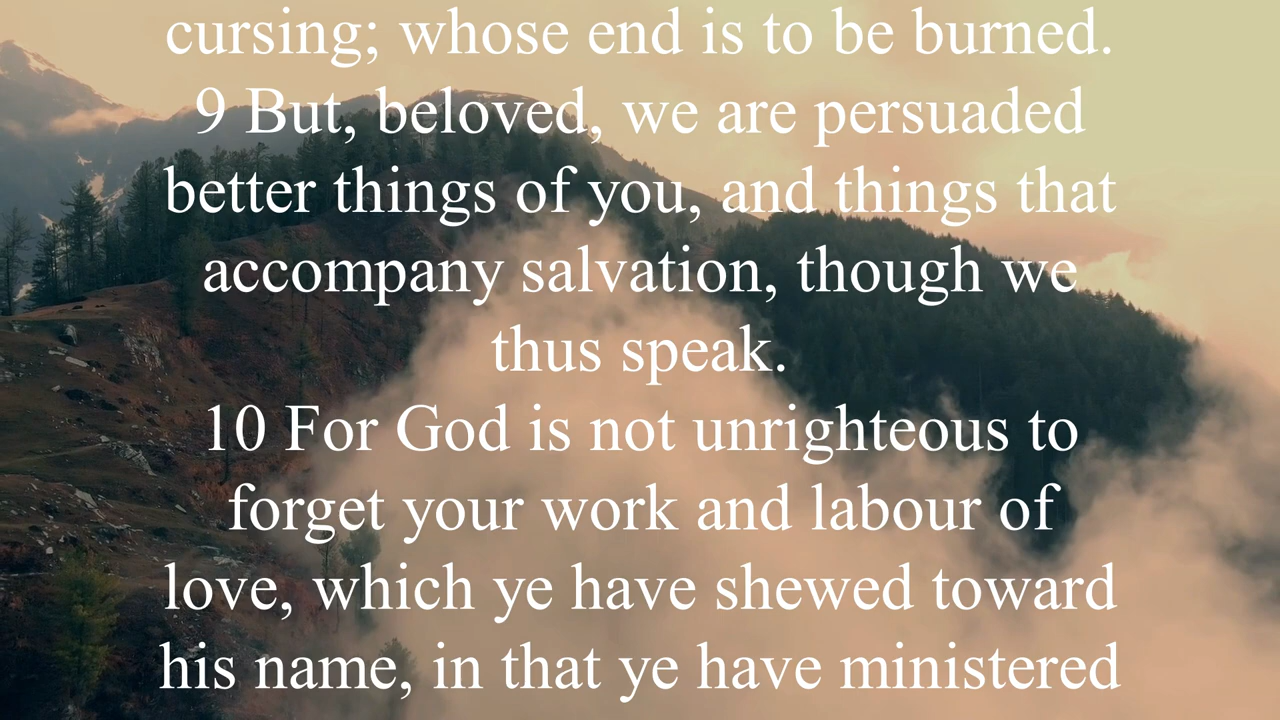 cursing; whose end is to be burned.
9 But, beloved, we are persuaded
better things of you, and things that
accompany salvation, though we
thus speak.
10 For God is not unrighteous to
forget your work and labour of
love, which ye have shewed toward
his name, in that ye have ministered